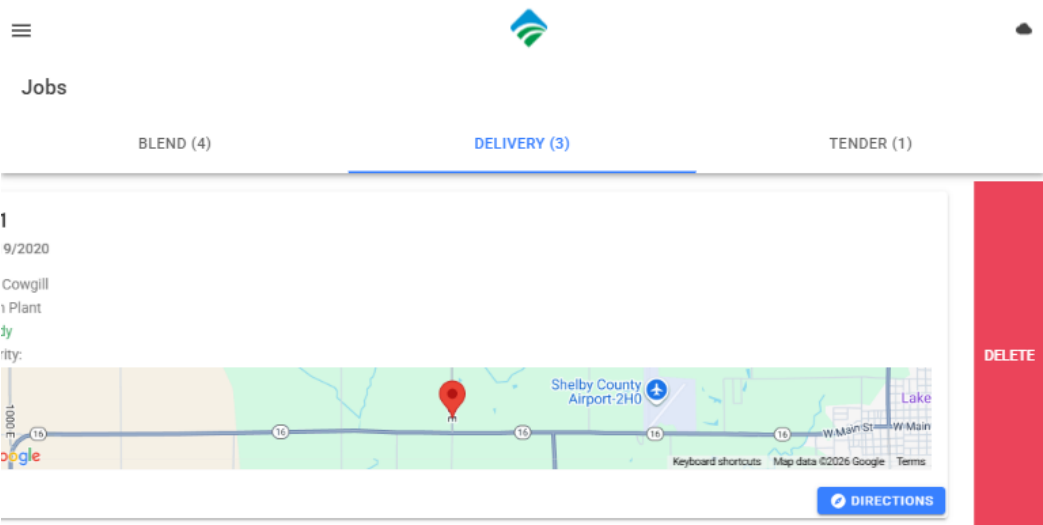 Jobs
BLEND (4)
DELIVERY (3)
TENDER (1)
1
9/2020
Cowgill
n Plant
dy
rity:
DELETE
Shelby County
Airport-2H0
Lake
1000 E
E
16
16
16
16
16
W Main St
W Main
oogle
Keyboard shortcuts
Map data ©2026 Google
Terms
DIRECTIONS